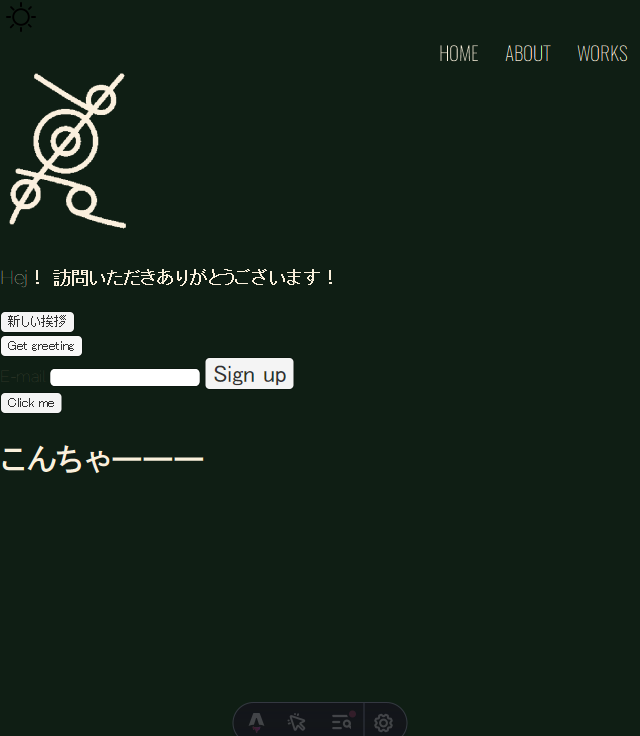 HOME ABOUT WORKS
Hej！ 訪問いただきありがとうございます！
新しい挨拶
Get greeting
E-mail Sign up
Click me
こんちゃーーー